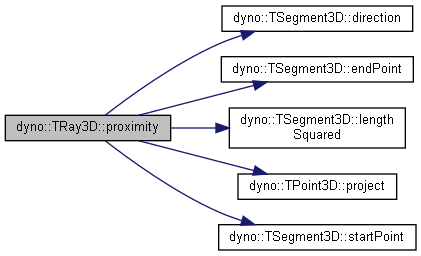 dyno::TSegment3D::direction
dyno::TSegment3D::endPoint
dyno::TRay3D::proximity
dyno::TSegment3D::length
Squared
dyno::TPoint3D::project
dyno::TSegment3D::startPoint